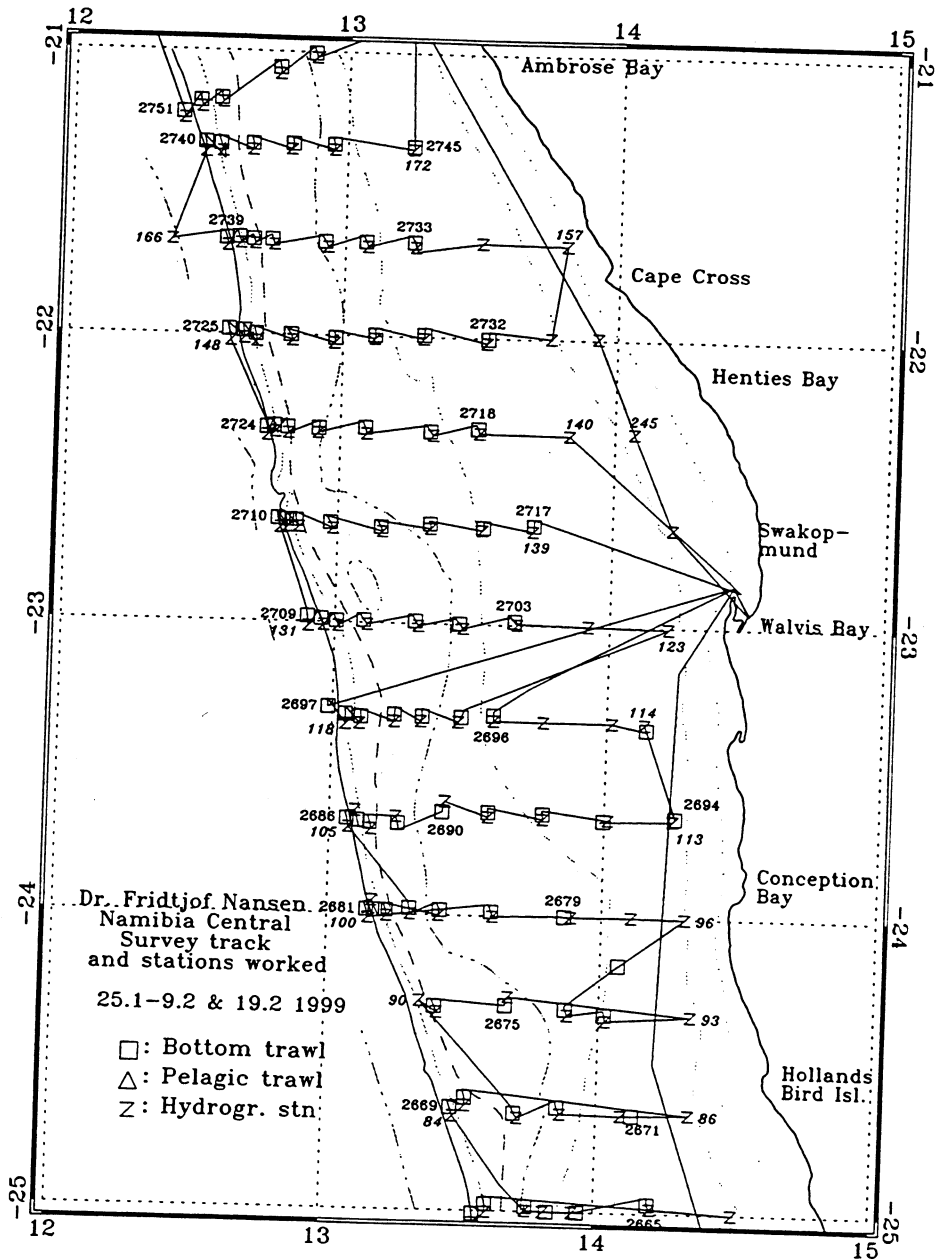 12 13 14 15
-21 -21
Ambrose Bay
2751
2740 2745
172
2739 2733 157
166
Cape Cross
2725 2732
148
-22 -22
Henties Bay
2724 2718 140 245
2710 2717
139
Swakop-
mund
2709 2703
131 123
Walvis Bay
-23 -23
2697 114
118 2696
2686 2690 2694
105 113
Conception
Bay
Dr. Fridtjof Nansen
Namibia Central
Survey track
and stations worked
25.1-9.2 & 19.2 1999
2681 2679
100 96
-24 -24
90 2675 93
□: Bottom trawl
△: Pelagic trawl
Z: Hydrogr. stn
Hollands
Bird Isl.
2669
84 2671 86
2665
-25 -25
12 13 14 15